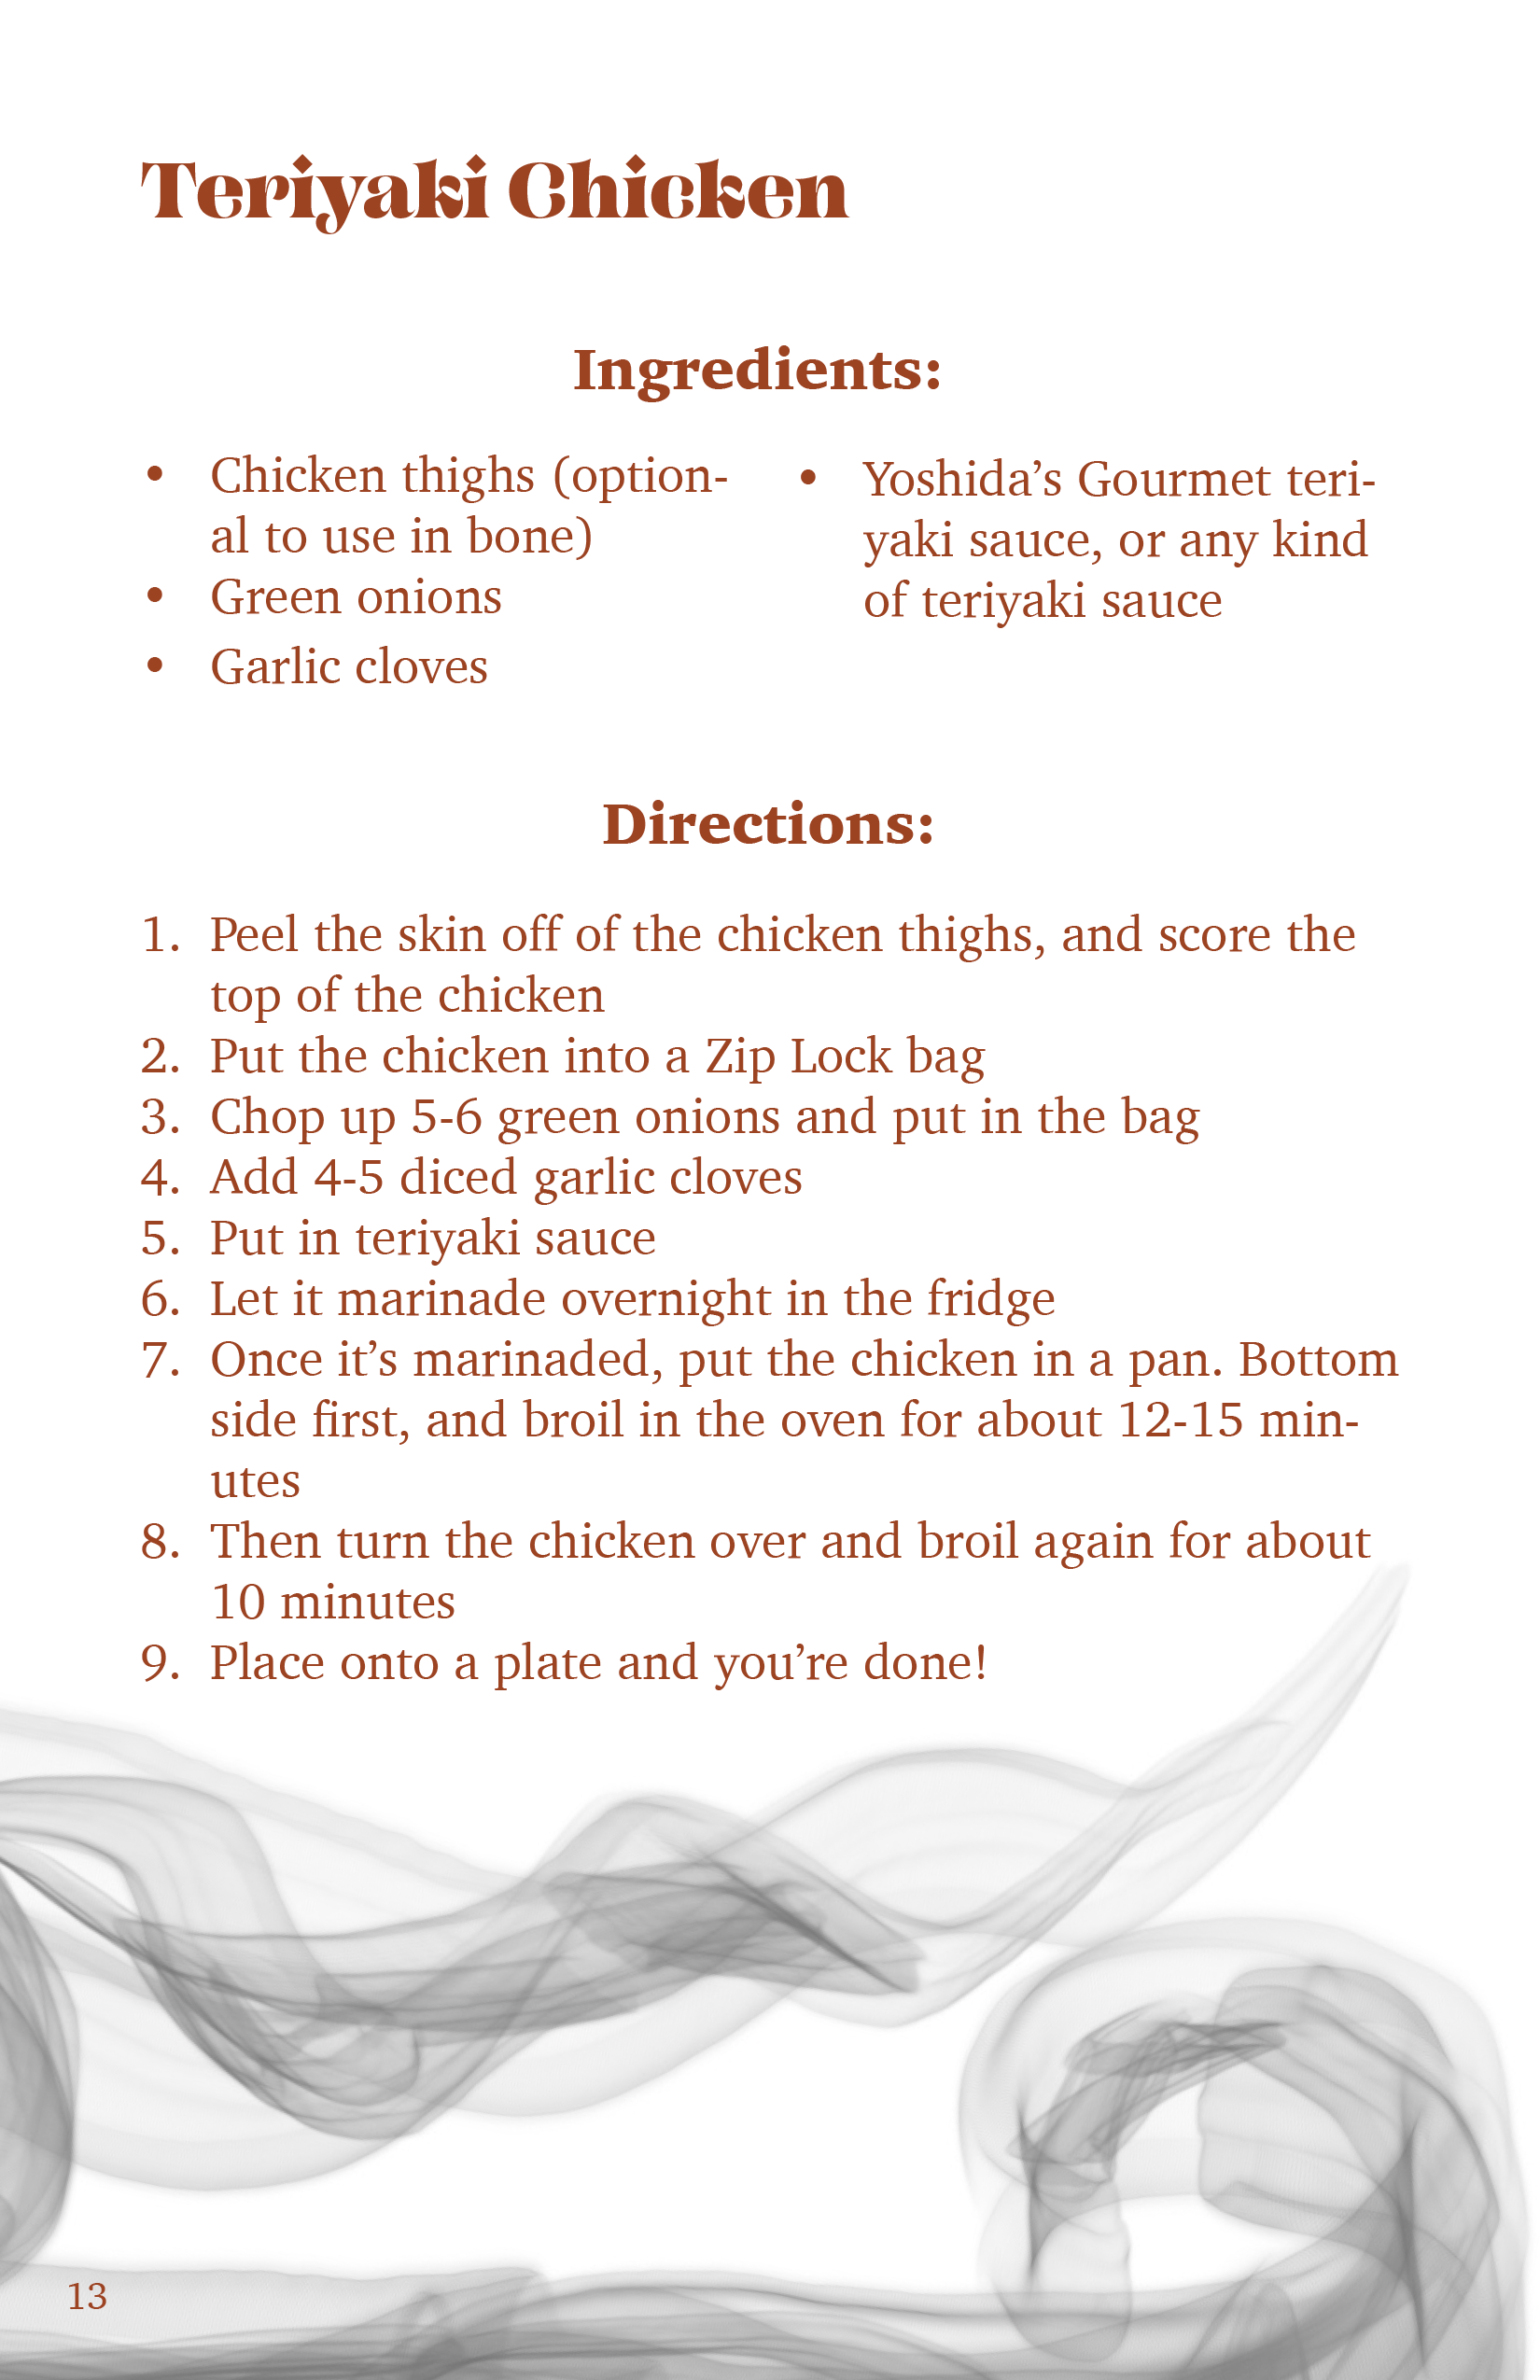 Teriyaki Chicken
Ingredients:
• Chicken thighs (option-
al to use in bone)
• Green onions
• Garlic cloves
• Yoshida’s Gourmet teri-
yaki sauce, or any kind
of teriyaki sauce
Directions:
1. Peel the skin off of the chicken thighs, and score the
top of the chicken
2. Put the chicken into a Zip Lock bag
3. Chop up 5-6 green onions and put in the bag
4. Add 4-5 diced garlic cloves
5. Put in teriyaki sauce
6. Let it marinade overnight in the fridge
7. Once it’s marinaded, put the chicken in a pan. Bottom
side first, and broil in the oven for about 12-15 min-
utes
8. Then turn the chicken over and broil again for about
10 minutes
9. Place onto a plate and you’re done!
13